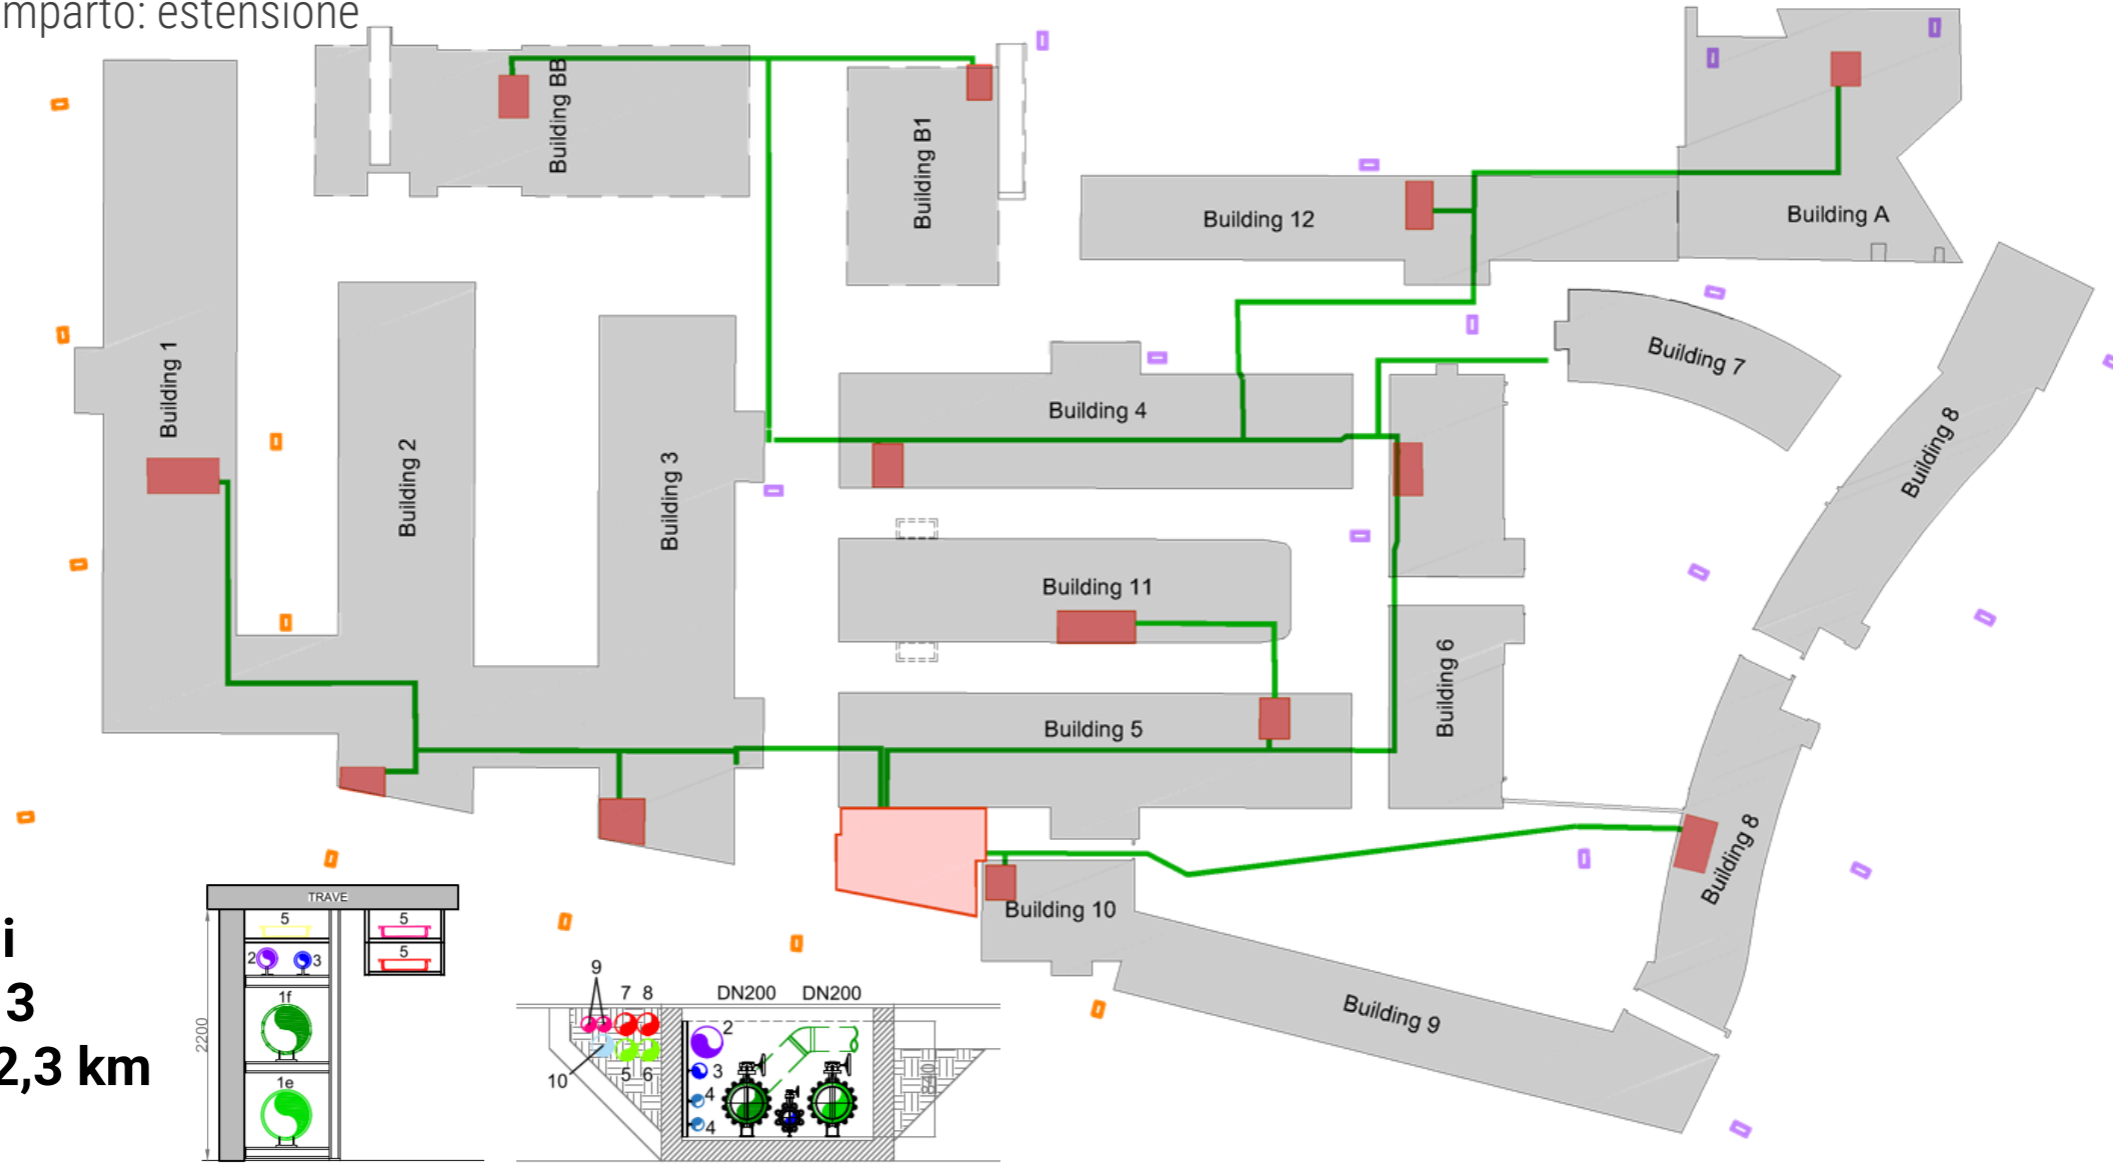 mparto: estensione
Building BB
Building B1
Building 12
Building A
Building 1
Building 2
Building 3
Building 4
Building 7
Building 8
Building 11
Building 5
Building 6
Building 8
Building 10
Building 9
i
3
2,3 km
TRAVE
5
5
5
2
3
1f
1e
2200
9
7 8
DN200 DN200
2
3
4
4
5 6
10
840